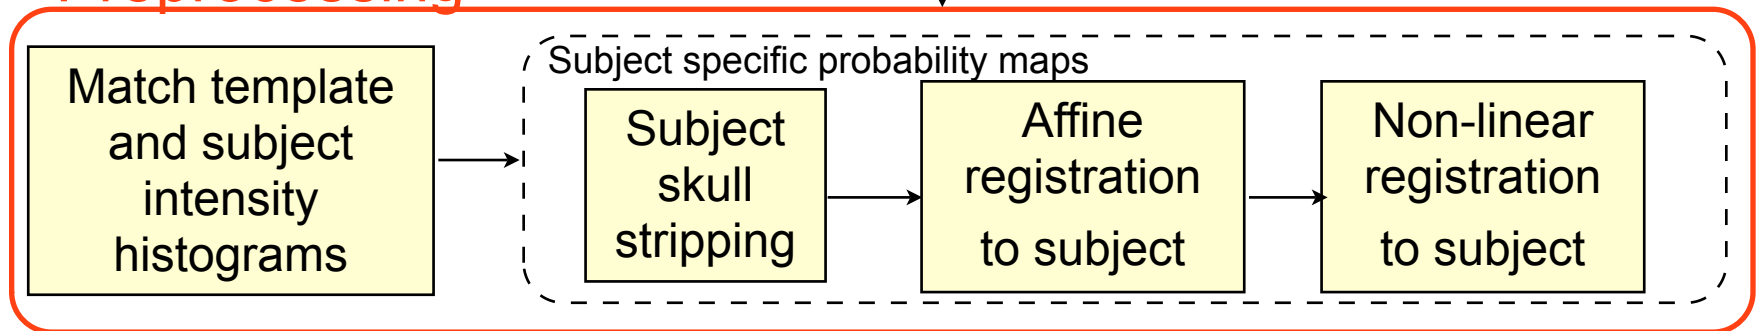 Preprocessing
Match template
and subject
intensity
histograms
Subject specific probability maps
Subject
skull
stripping
Affine
registration
to subject
Non-linear
registration
to subject